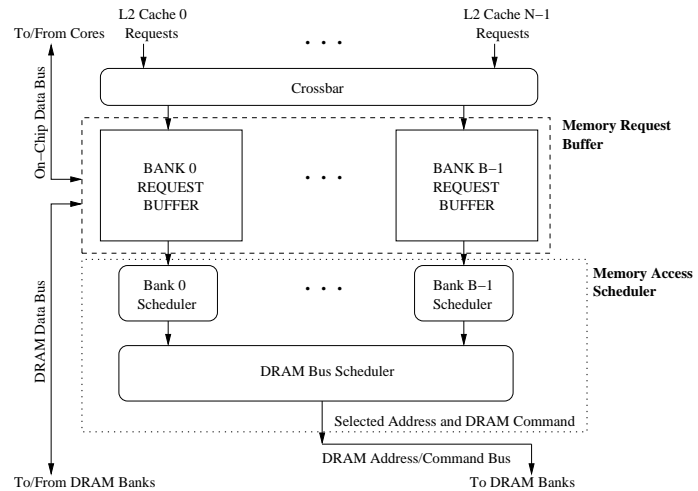 L2 Cache 0
Requests
L2 Cache N−1
Requests
To/From Cores
. . .
Crossbar
On−Chip Data Bus
Memory Request
Buffer
BANK 0
REQUEST
BUFFER
. . .
BANK B−1
REQUEST
BUFFER
DRAM Data Bus
Bank 0
Scheduler
. . .
Bank B−1
Scheduler
Memory Access
Scheduler
DRAM Bus Scheduler
Selected Address and DRAM Command
DRAM Address/Command Bus
To/From DRAM Banks
To DRAM Banks